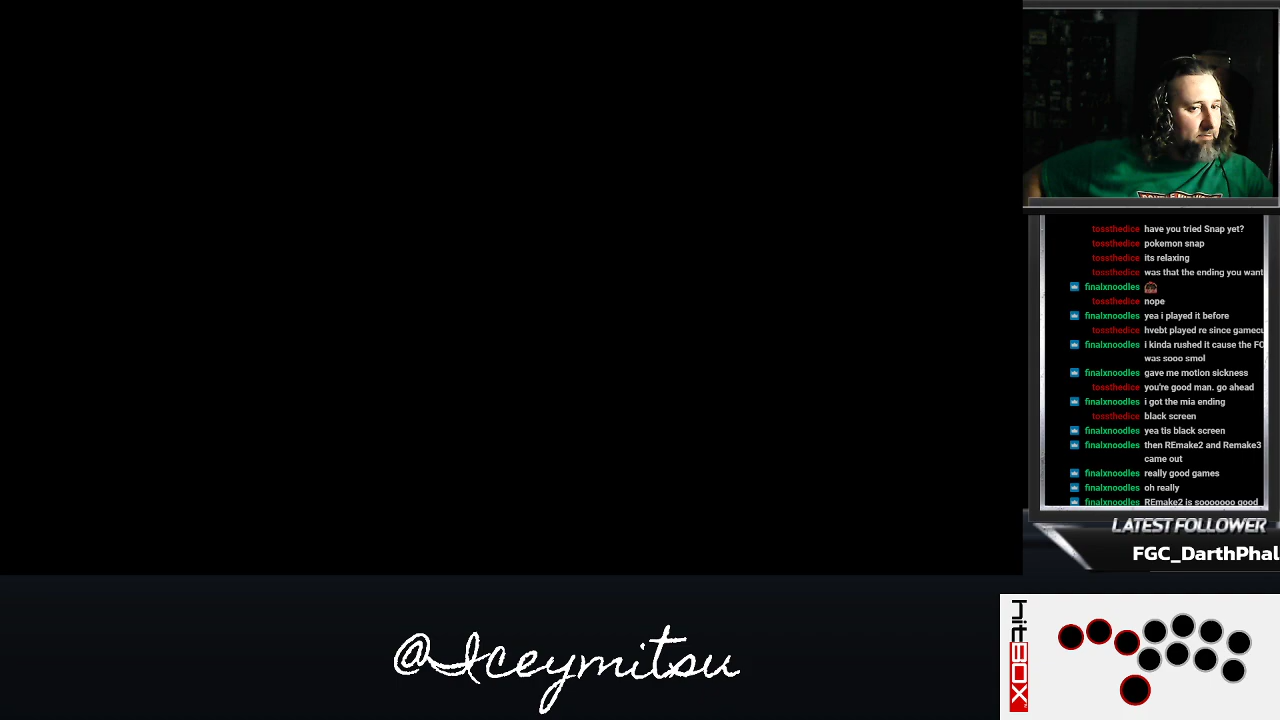 tossthedice have you tried Snap yet?
tossthedice pokemon snap
tossthedice its relaxing
tossthedice was that the ending you want
finalxnoodles
tossthedice nope
finalxnoodles yea i played it before
tossthedice hvebt played re since gamecu
finalxnoodles i kinda rushed it cause the FO
was sooo smol
finalxnoodles gave me motion sickness
tossthedice you're good man. go ahead
finalxnoodles i got the mia ending
tossthedice black screen
finalxnoodles yea tis black screen
finalxnoodles then REmake2 and Remake3
came out
finalxnoodles really good games
finalxnoodles oh really
finalxnoodles REmake2 is sooooooo good
LATEST FOLLOWER
FGC_DarthPhal
@Iceymitsu
hitBOX